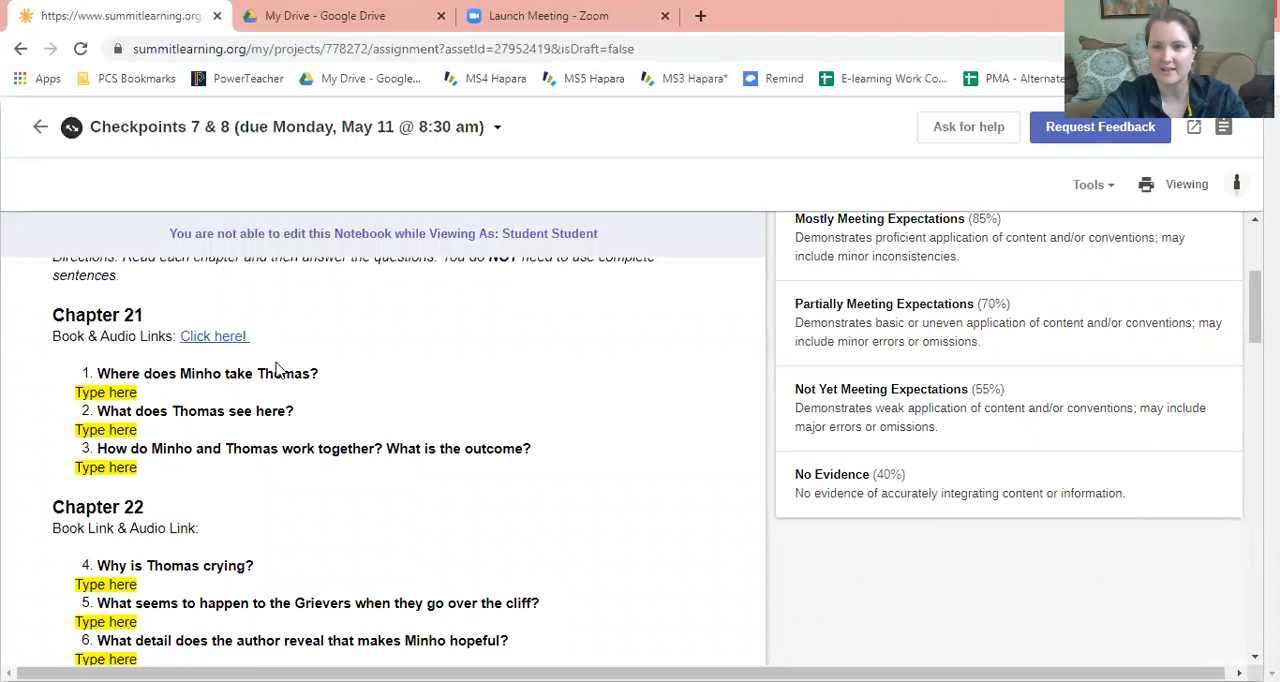 https://www.summitlearning.org
My Drive - Google Drive
Launch Meeting - Zoom
summitlearning.org/my/projects/778272/assignment?assetId=27952419&isDraft=false
Apps
PCS Bookmarks
PowerTeacher
My Drive - Google...
MS4 Hapara
MS5 Hapara
MS3 Hapara*
Remind
E-learning Work Co...
PMA - Alternate
Checkpoints 7 & 8 (due Monday, May 11 @ 8:30 am)
Ask for help
Request Feedback
Tools
Viewing
You are not able to edit this Notebook while Viewing As: Student Student
Directions: Read each chapter and then answer the questions. You do NOT need to use complete
sentences.
Chapter 21
Book & Audio Links: Click here!
1. Where does Minho take Thomas?
Type here
2. What does Thomas see here?
Type here
3. How do Minho and Thomas work together? What is the outcome?
Type here
Chapter 22
Book Link & Audio Link:
4. Why is Thomas crying?
Type here
5. What seems to happen to the Grievers when they go over the cliff?
Type here
6. What detail does the author reveal that makes Minho hopeful?
Type here
Mostly Meeting Expectations (85%)
Demonstrates proficient application of content and/or conventions; may
include minor inconsistencies.
Partially Meeting Expectations (70%)
Demonstrates basic or uneven application of content and/or conventions; may
include minor errors or omissions.
Not Yet Meeting Expectations (55%)
Demonstrates weak application of content and/or conventions; may include
major errors or omissions.
No Evidence (40%)
No evidence of accurately integrating content or information.